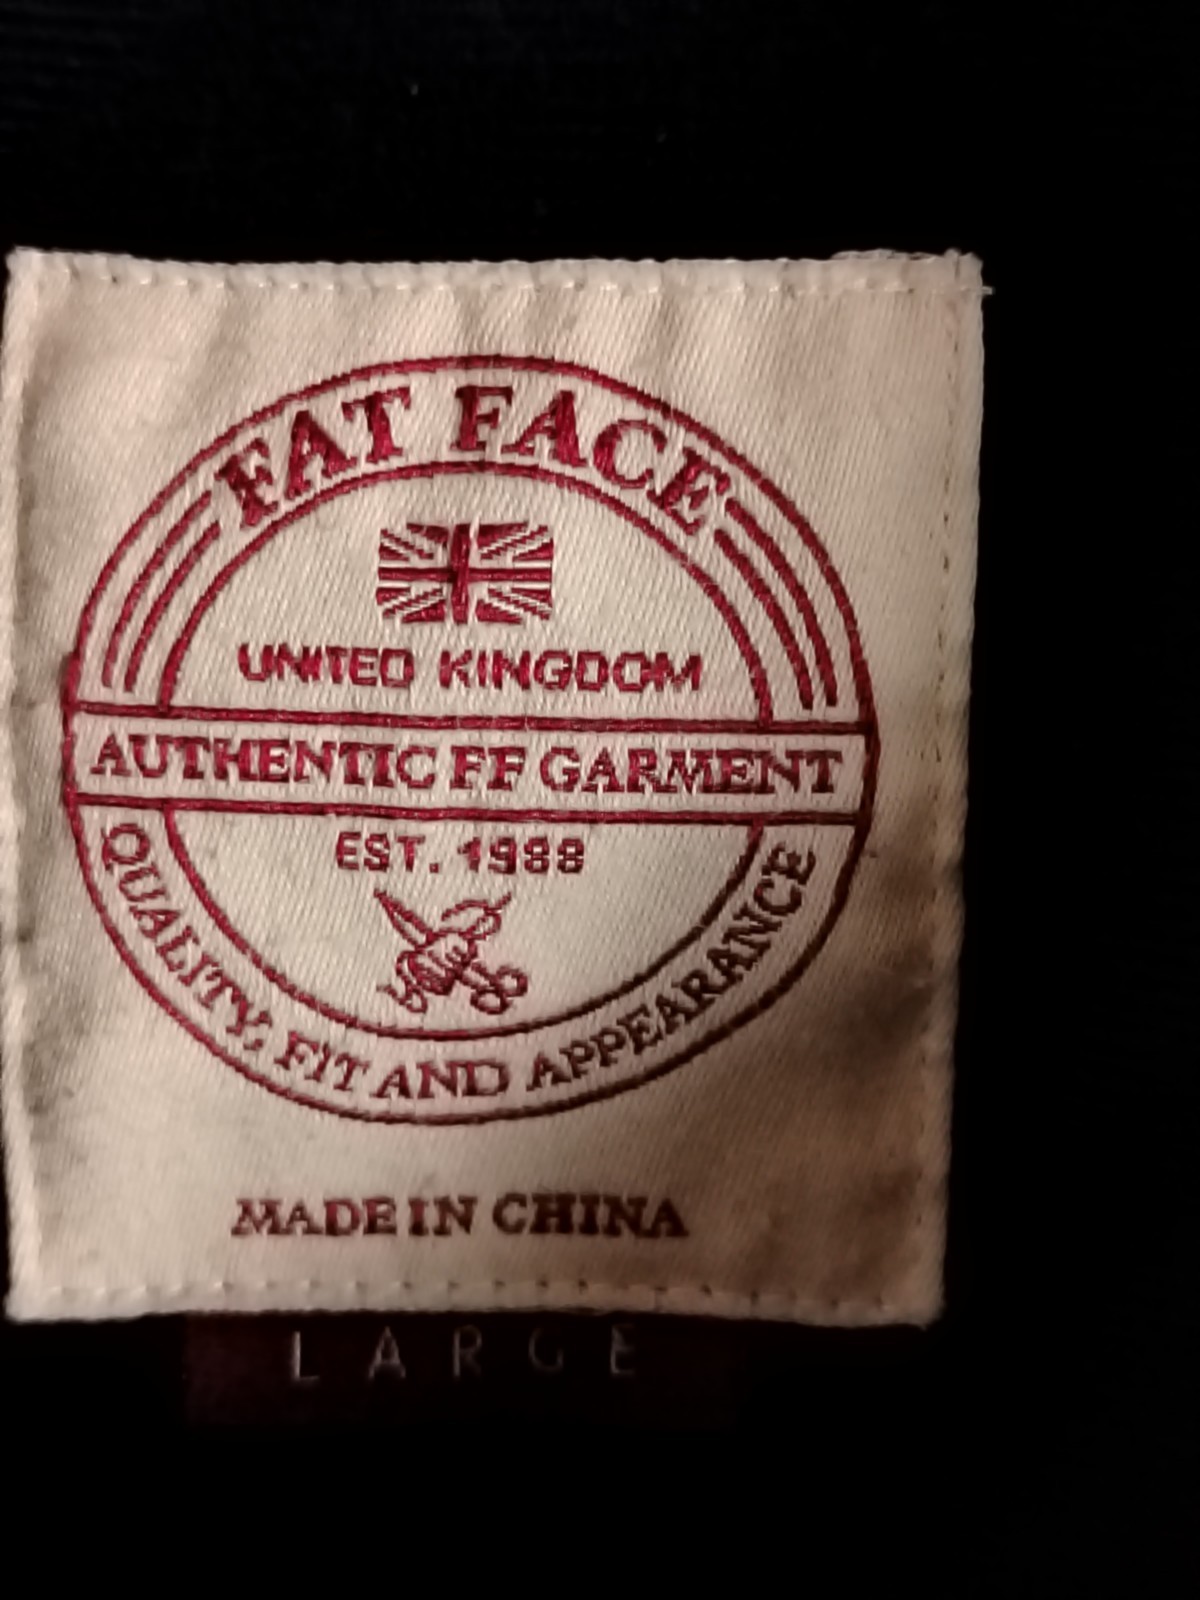 FAT FACE
UNITED KINGDOM
AUTHENTIC FF GARMENT
EST. 1988
QUALITY, FIT AND APPEARANCE
MADE IN CHINA
LARGE